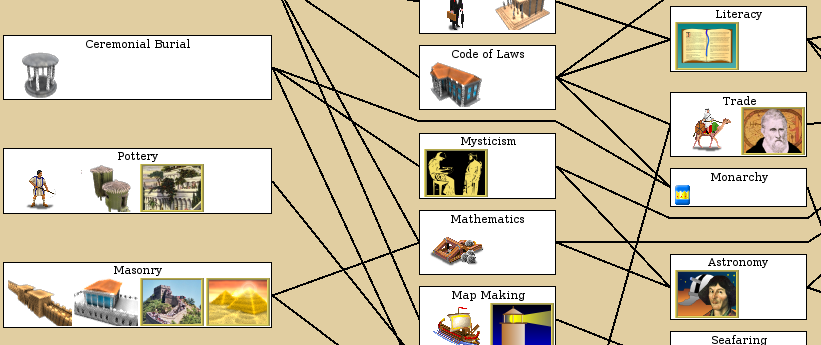 Ceremonial Burial
Pottery
Masonry
Code of Laws
Mysticism
Mathematics
Map Making
Literacy
Trade
Monarchy
Astronomy
Seafaring